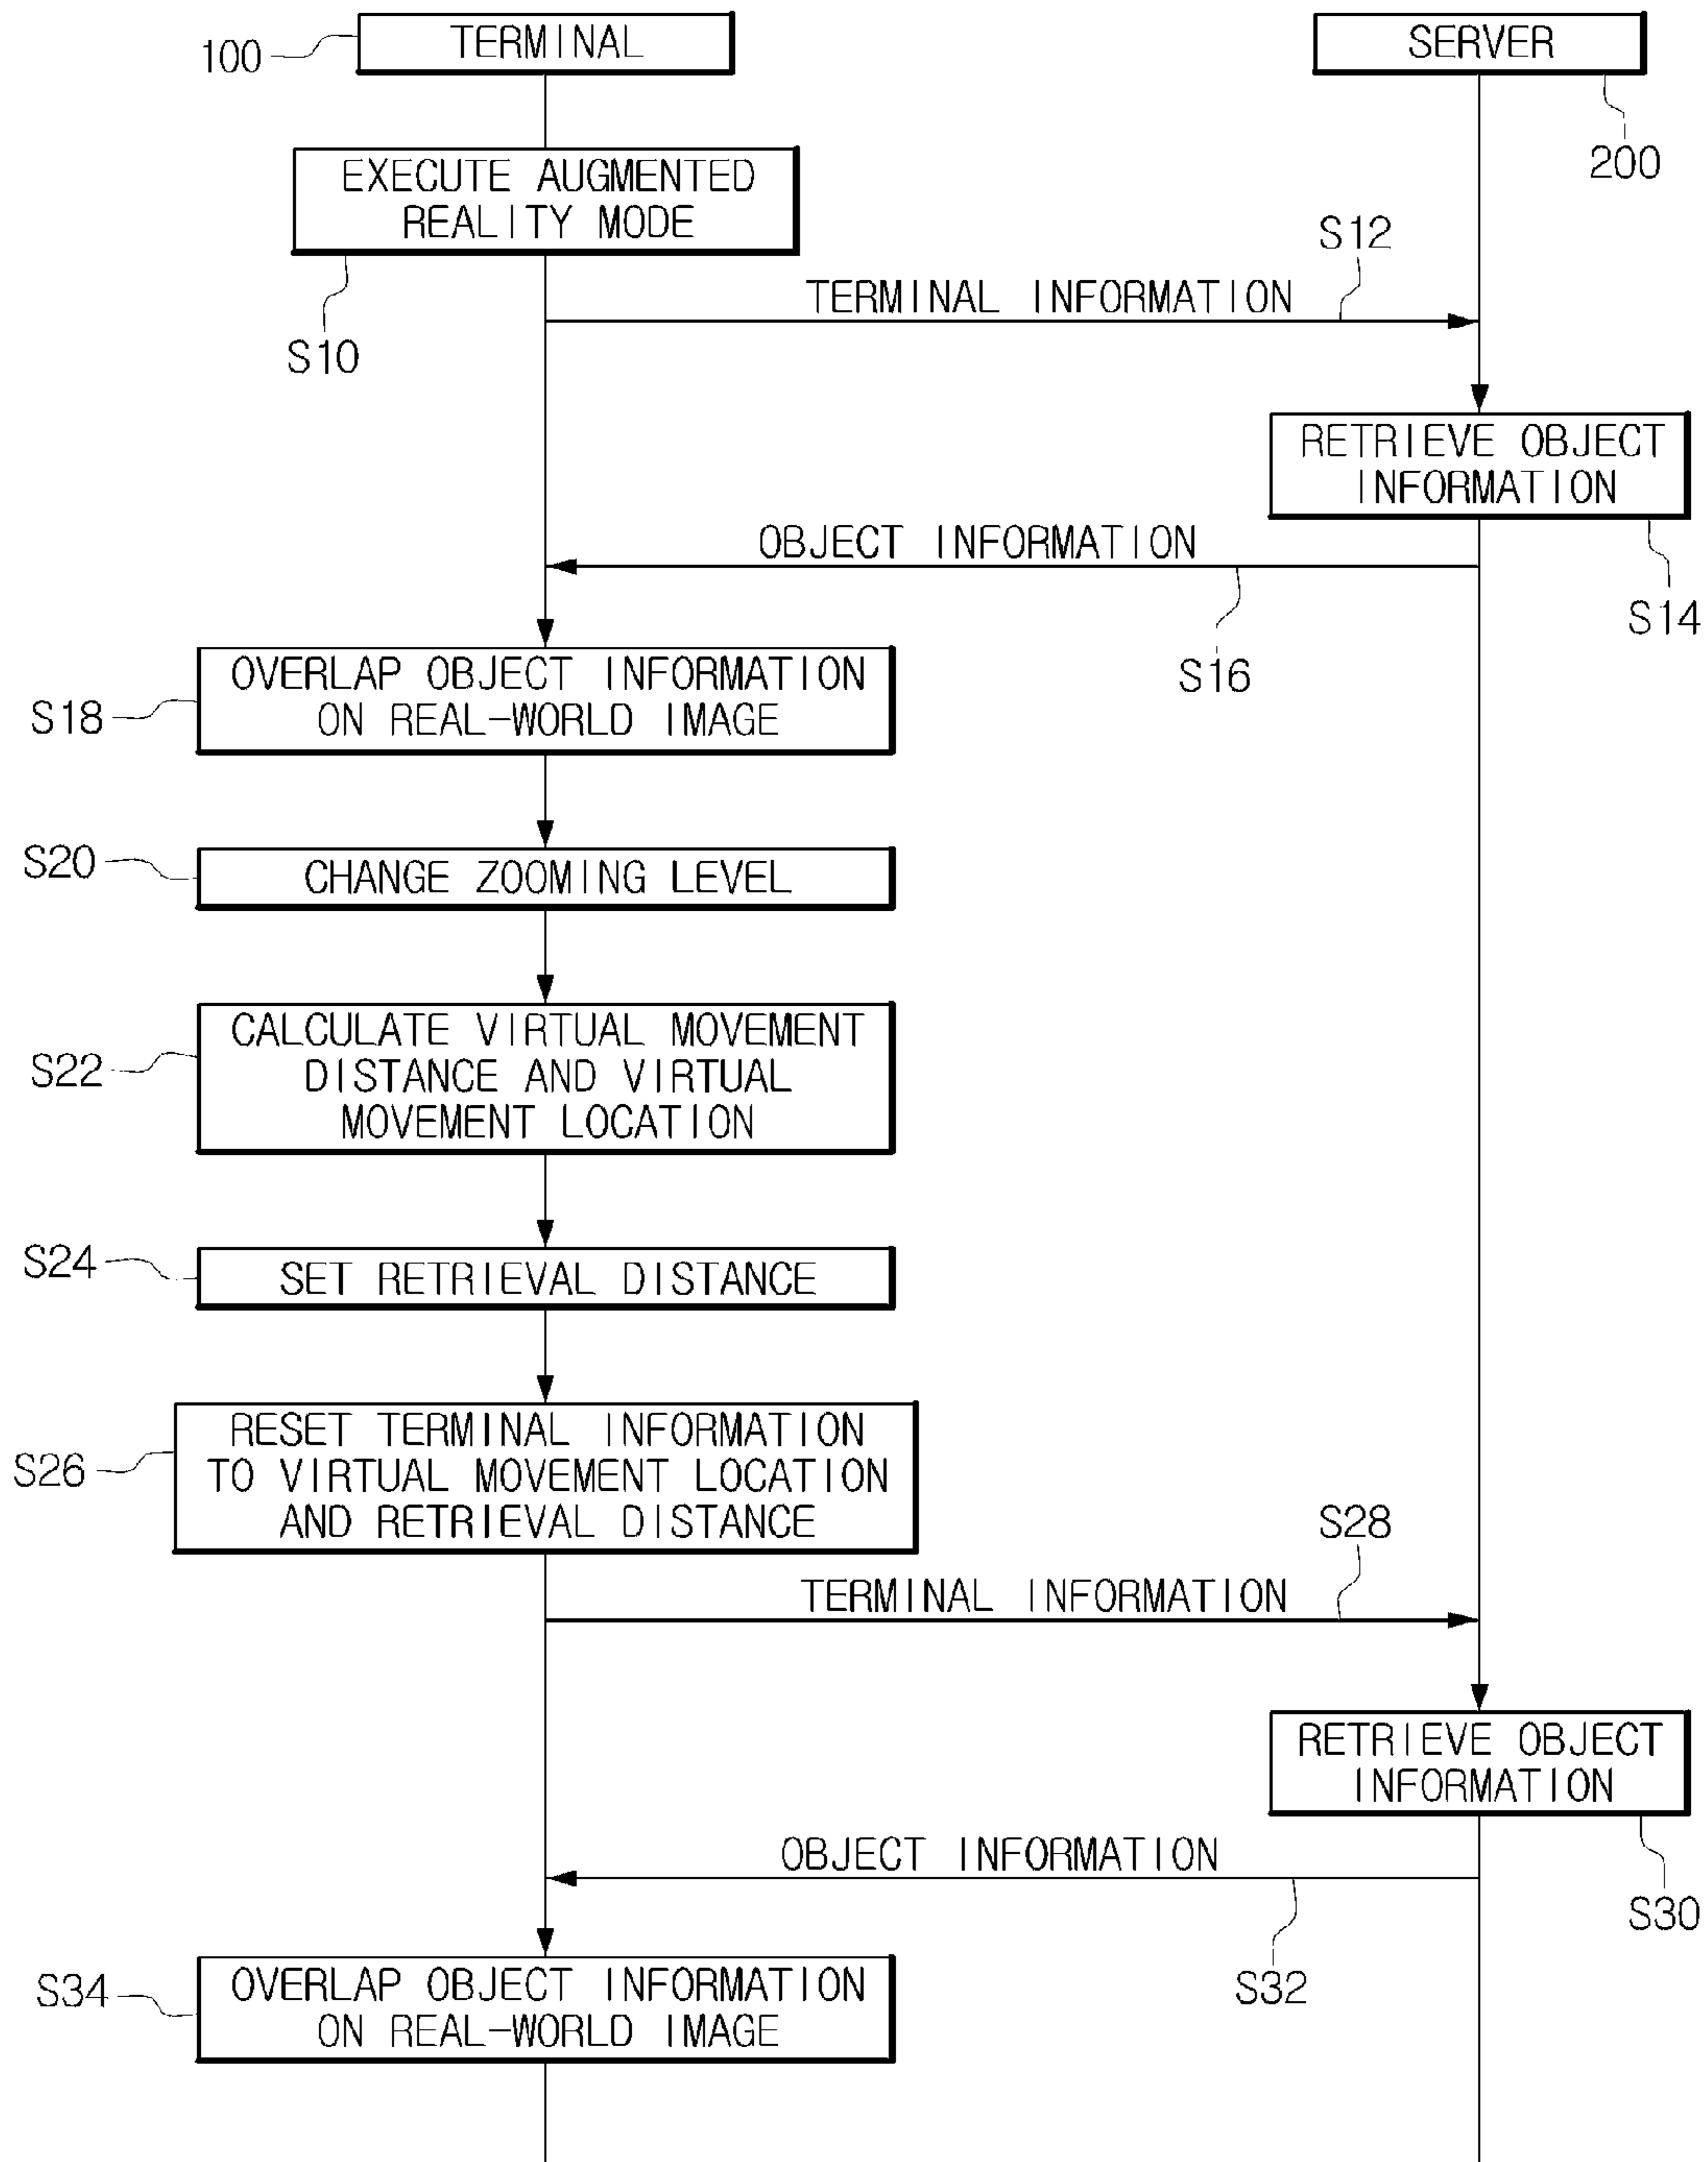 TERMINAL
SERVER
100
200
EXECUTE AUGMENTED
REALITY MODE
S10
S12
TERMINAL INFORMATION
RETRIEVE OBJECT
INFORMATION
S14
OBJECT INFORMATION
S16
OVERLAP OBJECT INFORMATION
ON REAL-WORLD IMAGE
S18
S20
CHANGE ZOOMING LEVEL
CALCULATE VIRTUAL MOVEMENT
DISTANCE AND VIRTUAL
MOVEMENT LOCATION
S22
S24
SET RETRIEVAL DISTANCE
RESET TERMINAL INFORMATION
TO VIRTUAL MOVEMENT LOCATION
AND RETRIEVAL DISTANCE
S26
S28
TERMINAL INFORMATION
RETRIEVE OBJECT
INFORMATION
S30
OBJECT INFORMATION
S32
OVERLAP OBJECT INFORMATION
ON REAL-WORLD IMAGE
S34